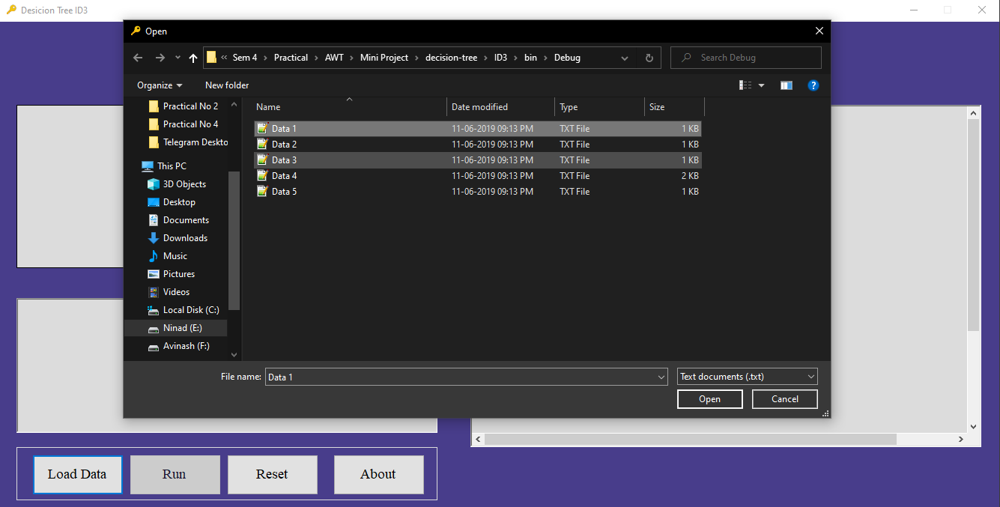 Desicion Tree ID3
Open
« Sem 4 › Practical › AWT › Mini Project › decision-tree › ID3 › bin › Debug
Search Debug
Organize New folder
Practical No 2
Practical No 4
Telegram Deskto
This PC
3D Objects
Desktop
Documents
Downloads
Music
Pictures
Videos
Local Disk (C:)
Ninad (E:)
Avinash (F:)
Name Date modified Type Size
Data 1 11-06-2019 09:13 PM TXT File 1 KB
Data 2 11-06-2019 09:13 PM TXT File 1 KB
Data 3 11-06-2019 09:13 PM TXT File 1 KB
Data 4 11-06-2019 09:13 PM TXT File 2 KB
Data 5 11-06-2019 09:13 PM TXT File 1 KB
File name: Data 1 Text documents (.txt)
Open Cancel
Load Data Run Reset About